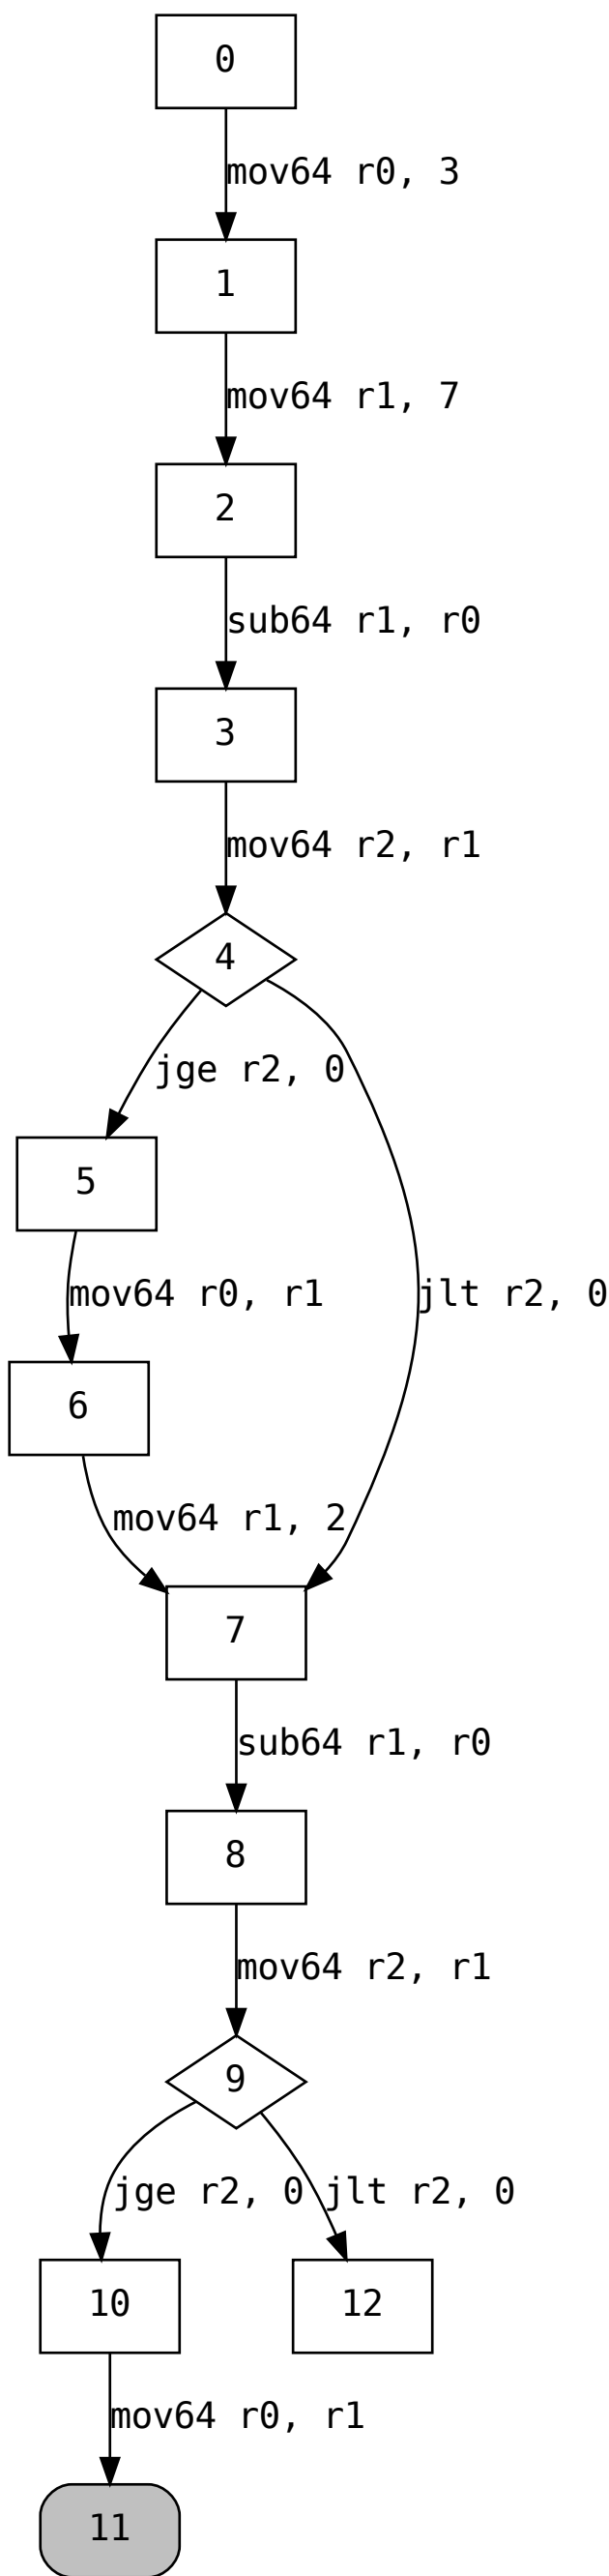 0
mov64 r0, 3
1
mov64 r1, 7
2
sub64 r1, r0
3
mov64 r2, r1
4
jge r2, 0
5
mov64 r0, r1
jlt r2, 0
6
mov64 r1, 2
7
sub64 r1, r0
8
mov64 r2, r1
9
jge r2, 0
jlt r2, 0
10
12
mov64 r0, r1
11